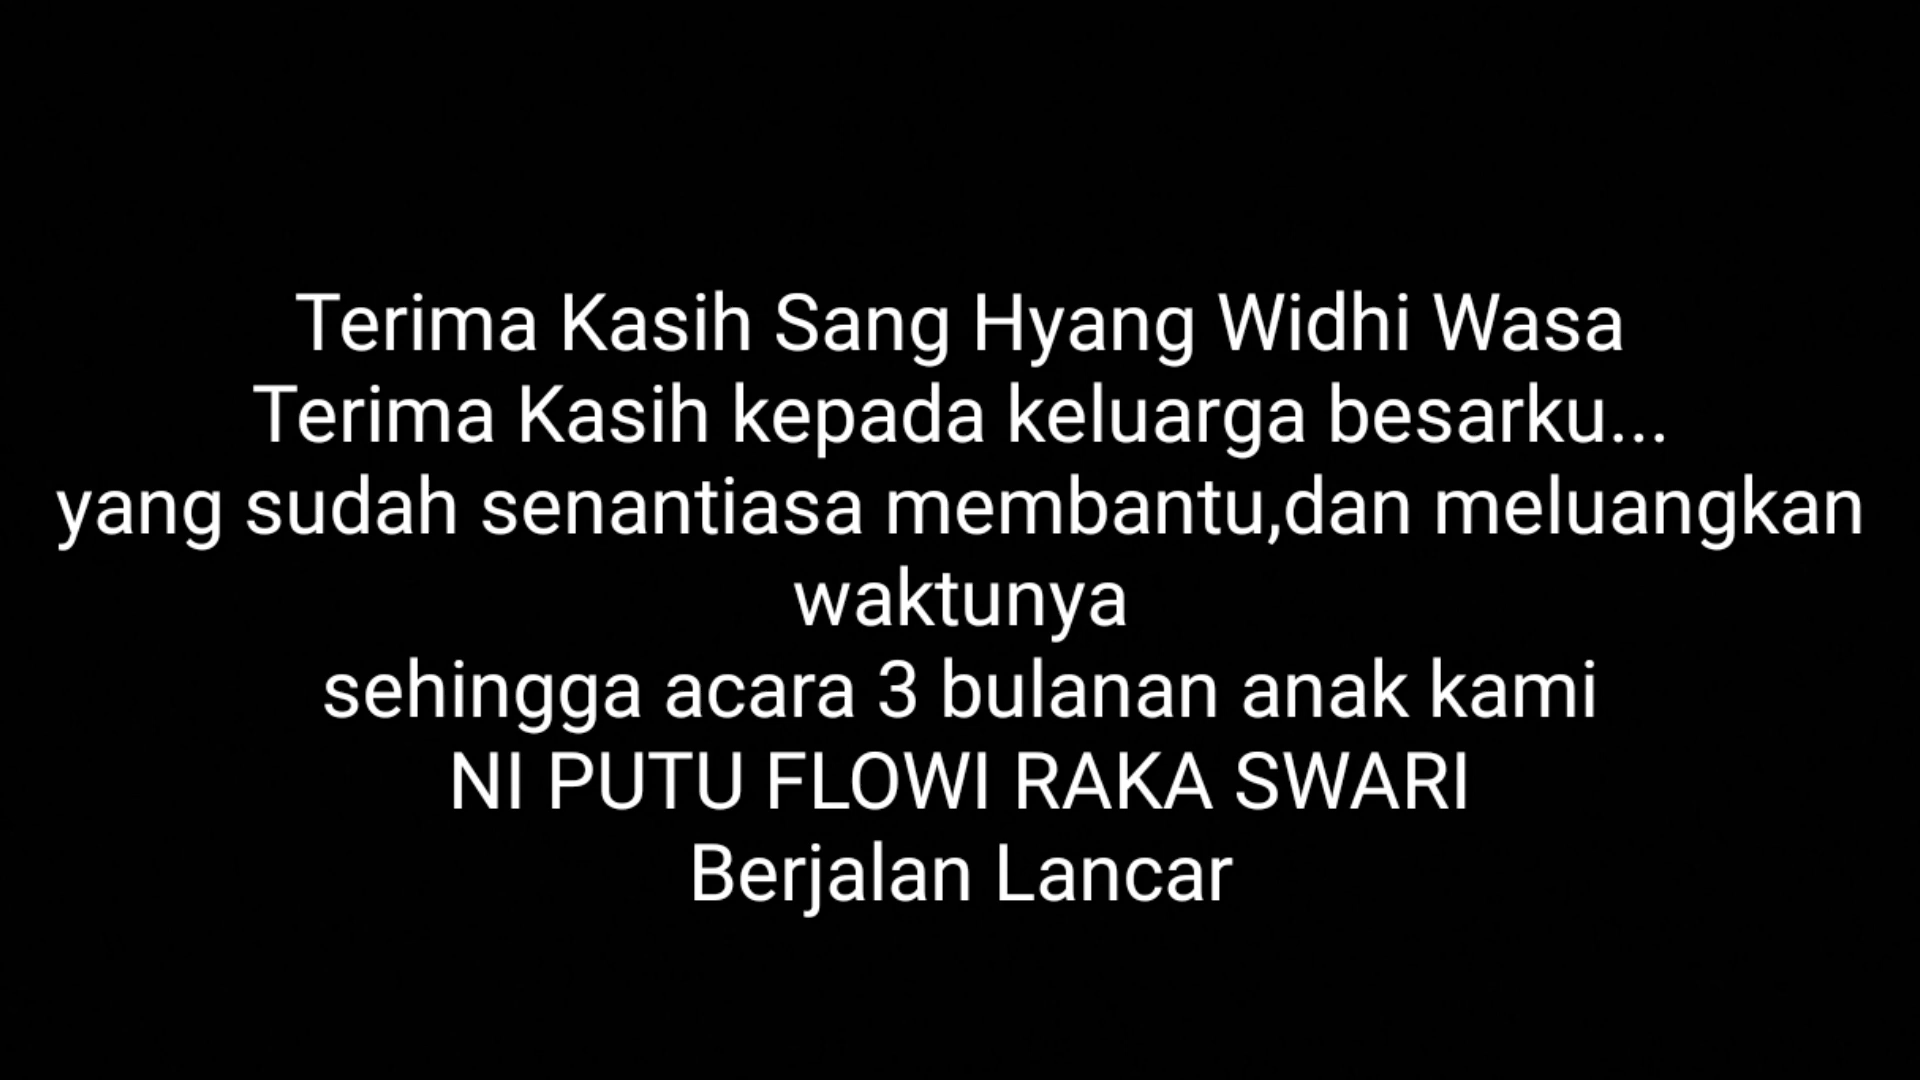 Terima Kasih Sang Hyang Widhi Wasa
Terima Kasih kepada keluarga besarku...
yang sudah senantiasa membantu,dan meluangkan
waktunya
sehingga acara 3 bulanan anak kami
NI PUTU FLOWI RAKA SWARI
Berjalan Lancar